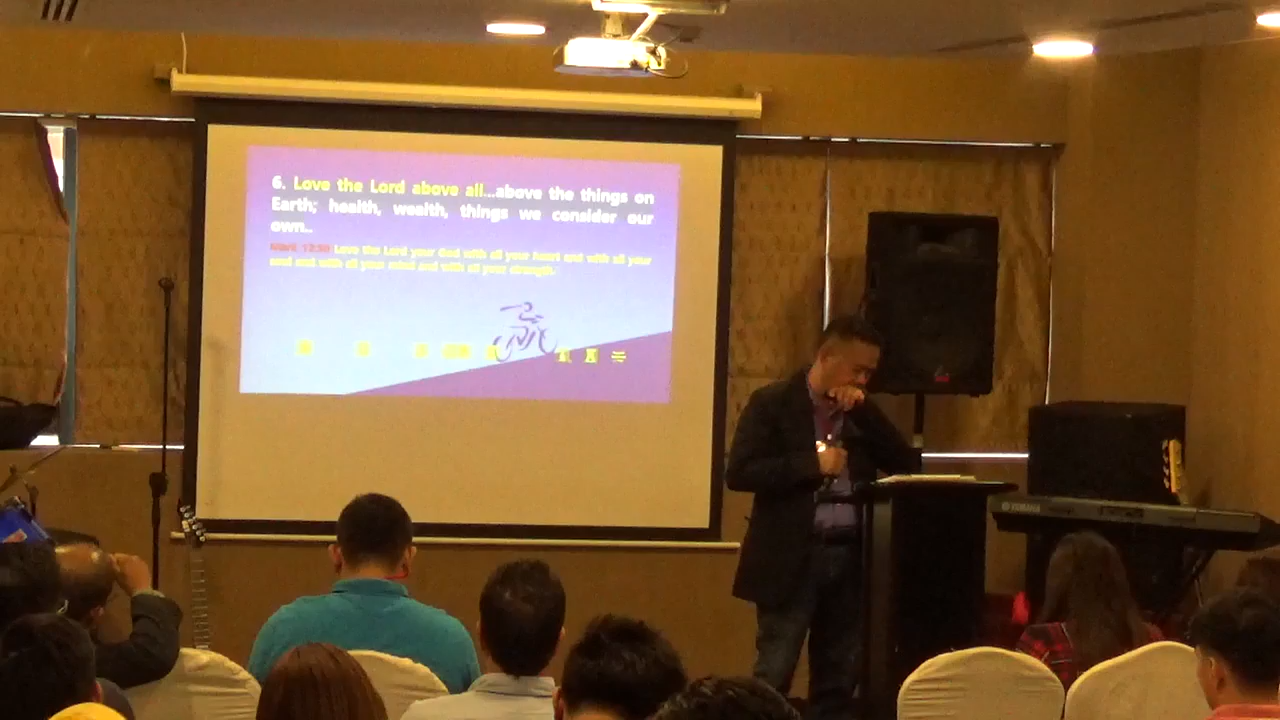 6. Love the Lord above all...above the things on
Earth; health, wealth, things we consider our
own..
Mark 12:30 Love the Lord your God with all your heart and with all your
soul and with all your mind and with all your strength.
YAMAHA